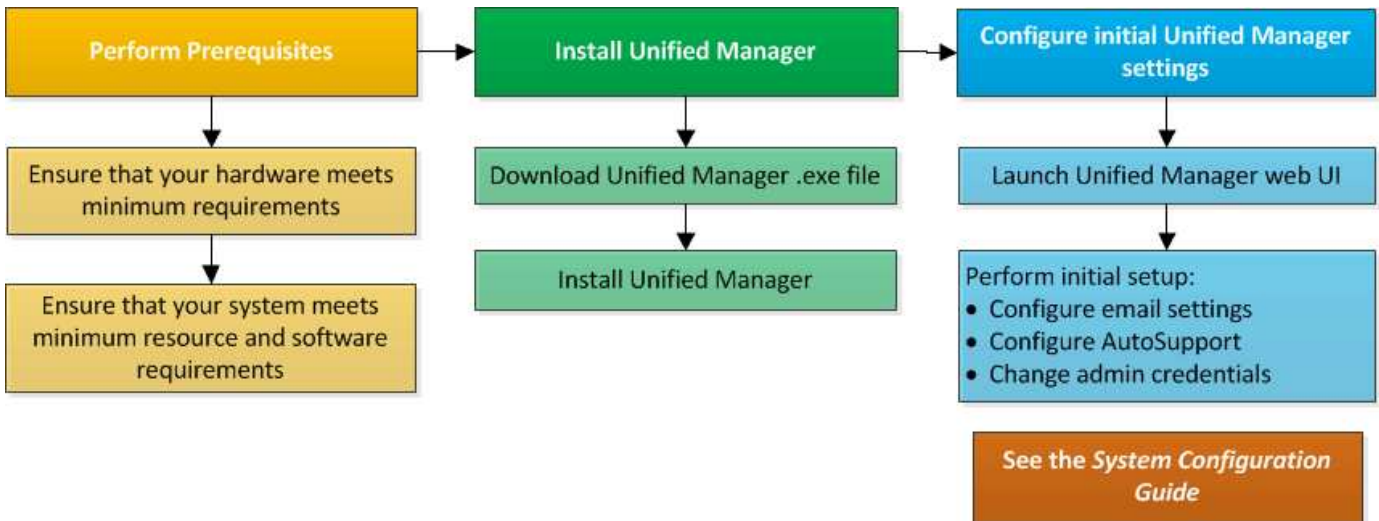 Perform Prerequisites
Install Unified Manager
Configure initial Unified Manager
settings
Ensure that your hardware meets
minimum requirements
Download Unified Manager .exe file
Launch Unified Manager web UI
Ensure that your system meets
minimum resource and software
requirements
Install Unified Manager
Perform initial setup:
• Configure email settings
• Configure AutoSupport
• Change admin credentials
See the System Configuration
Guide